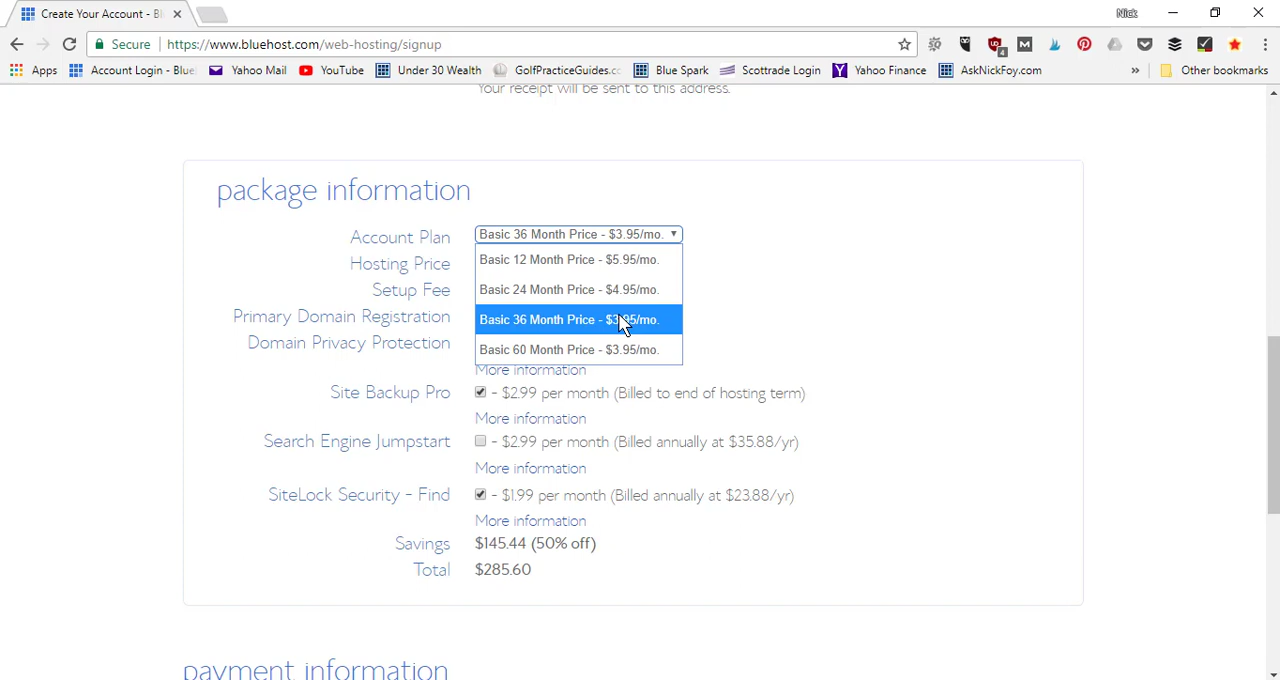 Create Your Account - Bl
Nick
Secure
https://www.bluehost.com/web-hosting/signup
4
Apps
Account Login - Blue
Yahoo Mail
YouTube
Under 30 Wealth
GolfPracticeGuides.cc
Blue Spark
Scottrade Login
Yahoo Finance
AskNickFoy.com
»
Other bookmarks
Your receipt will be sent to this address.
package information
Account Plan
Basic 36 Month Price - $3.95/mo.
Basic 12 Month Price - $5.95/mo.
Hosting Price
Setup Fee
Basic 24 Month Price - $4.95/mo.
Primary Domain Registration
Basic 36 Month Price - $3.95/mo.
Domain Privacy Protection
Basic 60 Month Price - $3.95/mo.
More information
Site Backup Pro
- $2.99 per month (Billed to end of hosting term)
More information
Search Engine Jumpstart
- $2.99 per month (Billed annually at $35.88/yr)
More information
SiteLock Security - Find
- $1.99 per month (Billed annually at $23.88/yr)
More information
Savings
$145.44 (50% off)
Total
$285.60
payment information